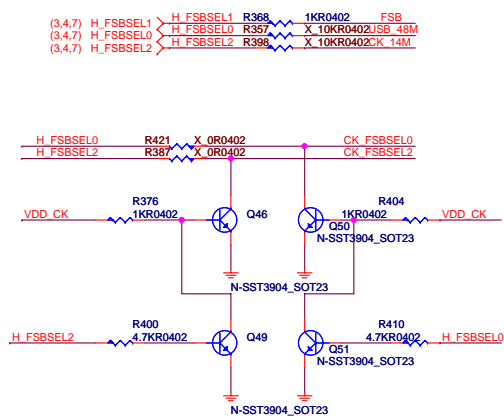 (3,4,7) H_FSBSEL1 H_FSBSEL1 R368 1KR0402 FSB
(3,4,7) H_FSBSEL0 H_FSBSEL0 R357 X_10KR0402 USB_48M
(3,4,7) H_FSBSEL2 H_FSBSEL2 R398 X_10KR0402 CK_14M
H_FSBSEL0 R421 X_0R0402 CK_FSBSEL0
H_FSBSEL2 R387 X_0R0402 CK_FSBSEL2
R376 R404
VDD_CK 1KR0402 Q46 1KR0402 VDD_CK
Q50
N-SST3904_SOT23
N-SST3904_SOT23
R400 R410
H_FSBSEL2 4.7KR0402 Q49 4.7KR0402 H_FSBSEL0
Q51
N-SST3904_SOT23
N-SST3904_SOT23